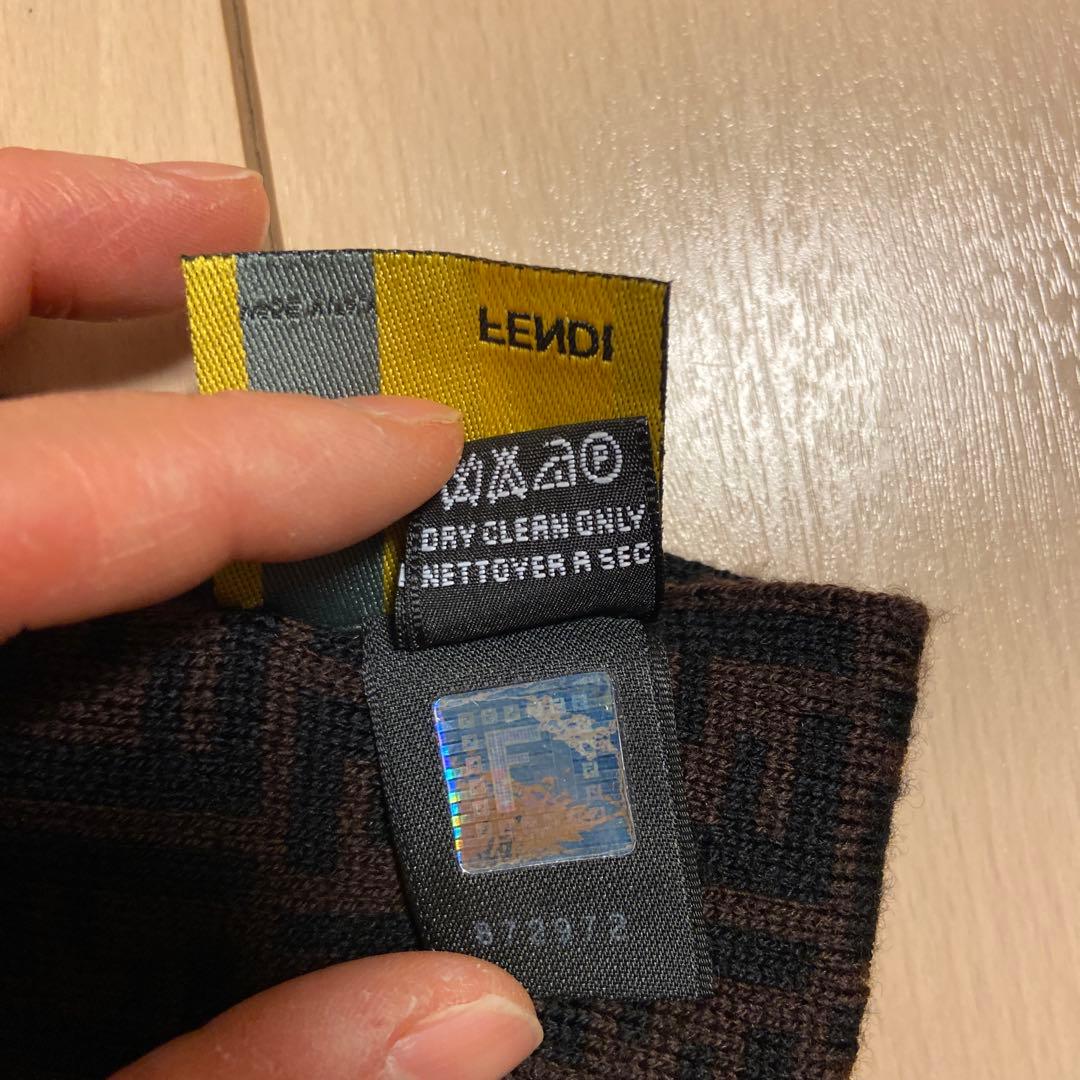 FENDI
DRY CLEAN ONLY
NETTOYER A SEC
872972